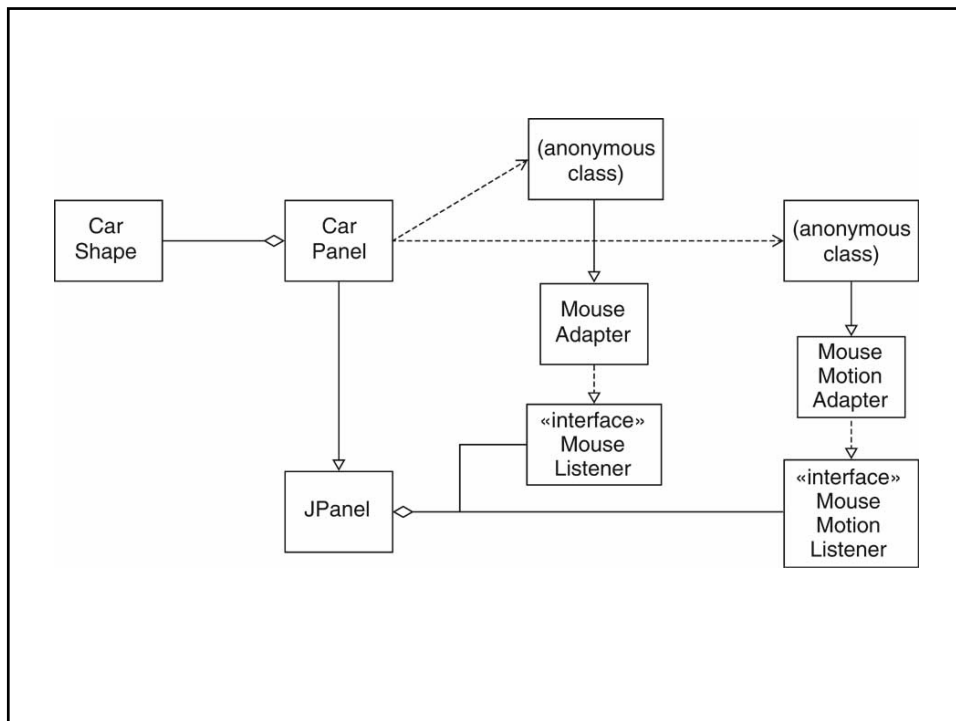 (anonymous
class)
Car
Shape
Car
Panel
(anonymous
class)
Mouse
Adapter
Mouse
Motion
Adapter
«interface»
Mouse
Listener
JPanel
«interface»
Mouse
Motion
Listener